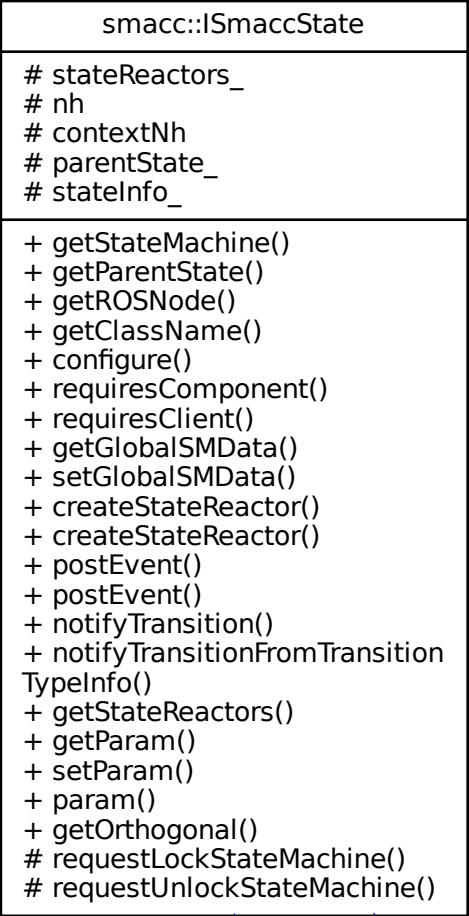 smacc::ISmaccState
# stateReactors_
# nh
# contextNh
# parentState_
# stateInfo_
+ getStateMachine()
+ getParentState()
+ getROSNode()
+ getClassName()
+ configure()
+ requiresComponent()
+ requiresClient()
+ getGlobalSMData()
+ setGlobalSMData()
+ createStateReactor()
+ createStateReactor()
+ postEvent()
+ postEvent()
+ notifyTransition()
+ notifyTransitionFromTransition
TypeInfo()
+ getStateReactors()
+ getParam()
+ setParam()
+ param()
+ getOrthogonal()
# requestLockStateMachine()
# requestUnlockStateMachine()